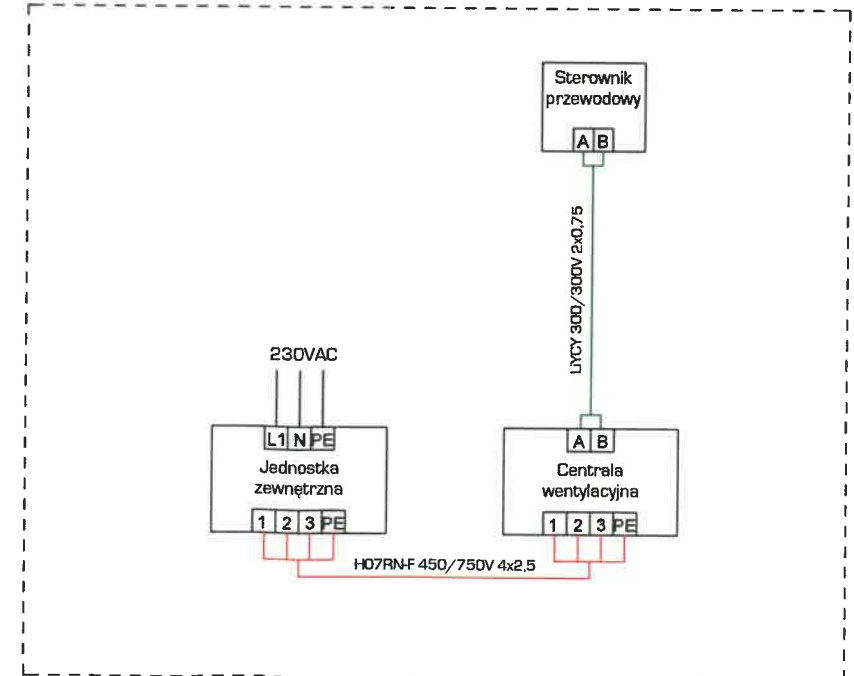 Sterownik
przewodowy
A B
LiYCY 300/300V 2x0,75
230VAC
L1 N PE
Jednostka
zewnętrzna
1 2 3 PE
A B
Centrala
wentylacyjna
1 2 3 PE
H07RN-F 450/750V 4x2,5